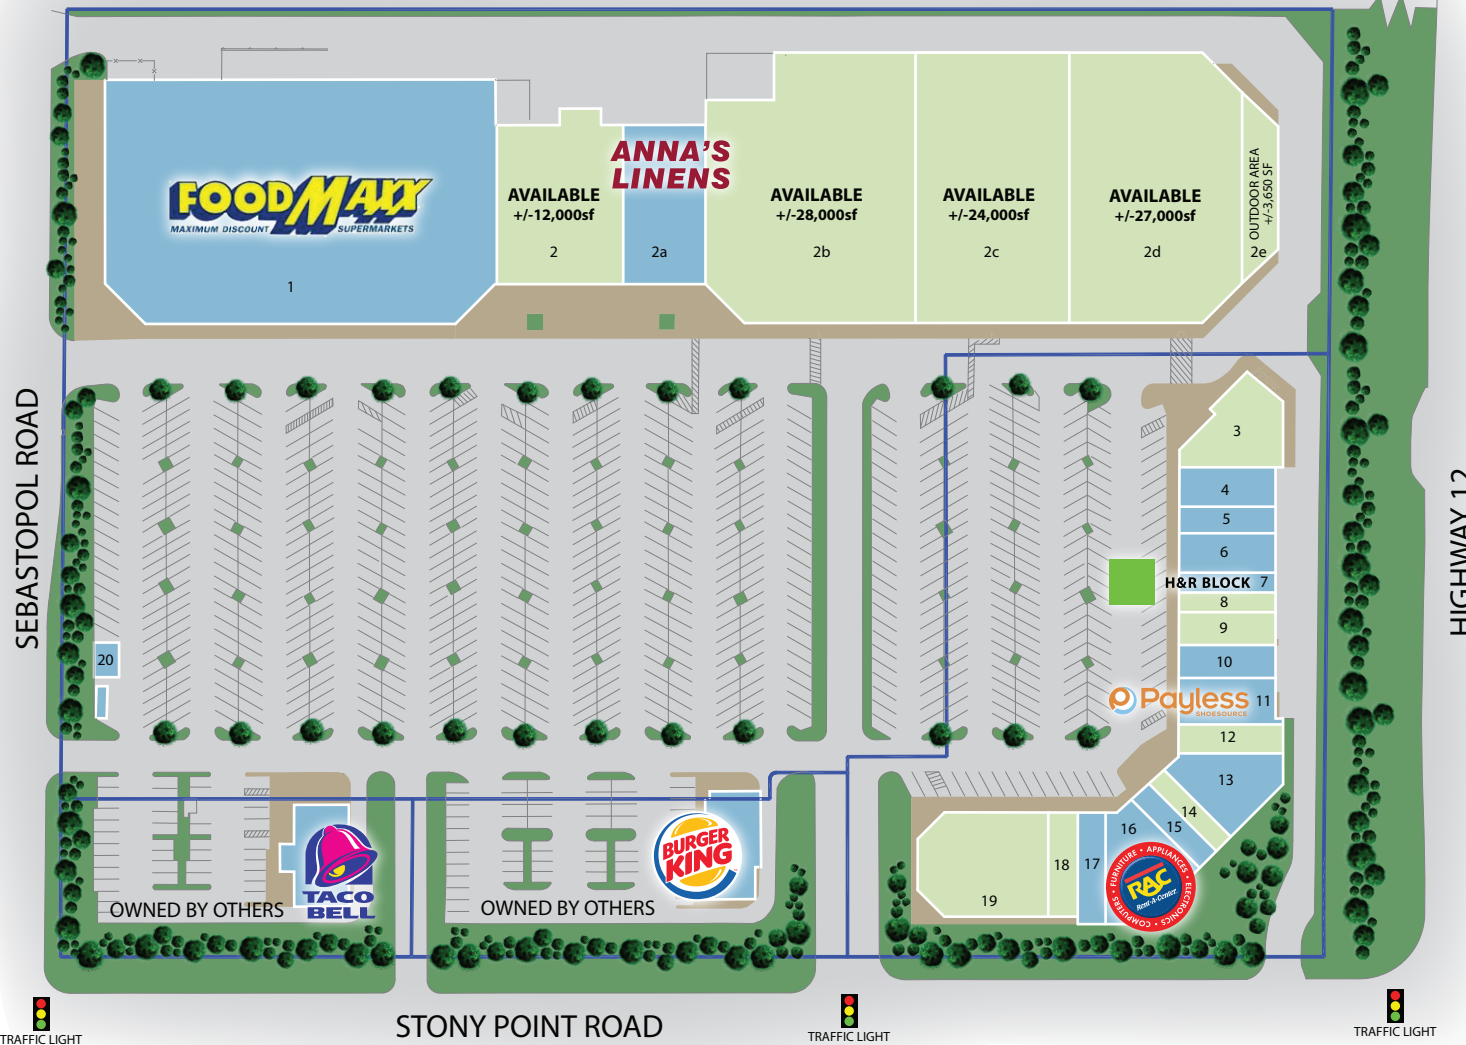 FOODMAXX
MAXIMUM DISCOUNT SUPERMARKETS
1
AVAILABLE
+/-12,000sf
2
ANNA'S
LINENS
2a
AVAILABLE
+/-28,000sf
2b
AVAILABLE
+/-24,000sf
2c
AVAILABLE
+/-27,000sf
2d
OUTDOOR AREA
+/-3,650 SF
2e
SEBASTOPOL ROAD
HIGHWAY 12
3
4
5
6
H&R BLOCK 7
8
9
10
Payless
SHOESOURCE
11
12
13
14
15
16
17
18
19
20
RAC
Rent-A-Center
FURNITURE • APPLIANCES • ELECTRONICS • COMPUTERS •
TACO
BELL
OWNED BY OTHERS
BURGER
KING
OWNED BY OTHERS
STONY POINT ROAD
TRAFFIC LIGHT
TRAFFIC LIGHT
TRAFFIC LIGHT